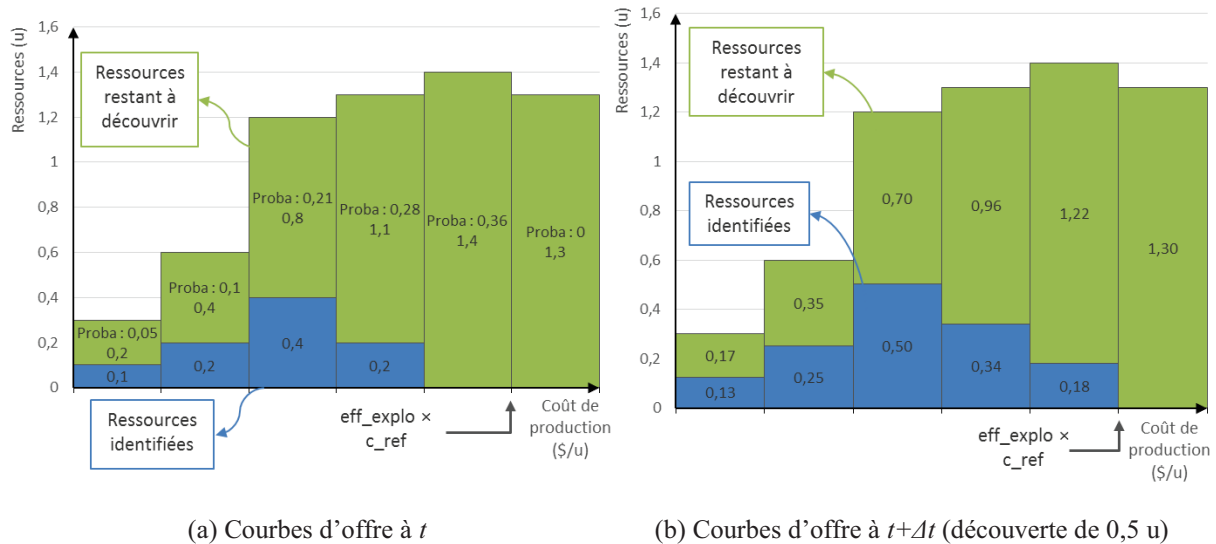 Ressources (u)
1,6
1,4
1,2
1
0,8
0,6
0,4
0,2
0
Ressources
restant à
découvrir
Proba : 0,05
0,2
0,1
Proba : 0,1
0,4
0,2
Proba : 0,21
0,8
0,4
Proba : 0,28
1,1
0,2
Proba : 0,36
1,4
Proba : 0
1,3
Ressources
identifiées
eff_explo ×
c_ref
Coût de
production
($/u)
(a) Courbes d’offre à t
Ressources (u)
1,6
1,4
1,2
1
0,8
0,6
0,4
0,2
0
Ressources
restant à
découvrir
Ressources
identifiées
0,17
0,13
0,35
0,25
0,70
0,50
0,96
0,34
1,22
0,18
1,30
eff_explo ×
c_ref
Coût de
production
($/u)
(b) Courbes d’offre à t+Δt (découverte de 0,5 u)